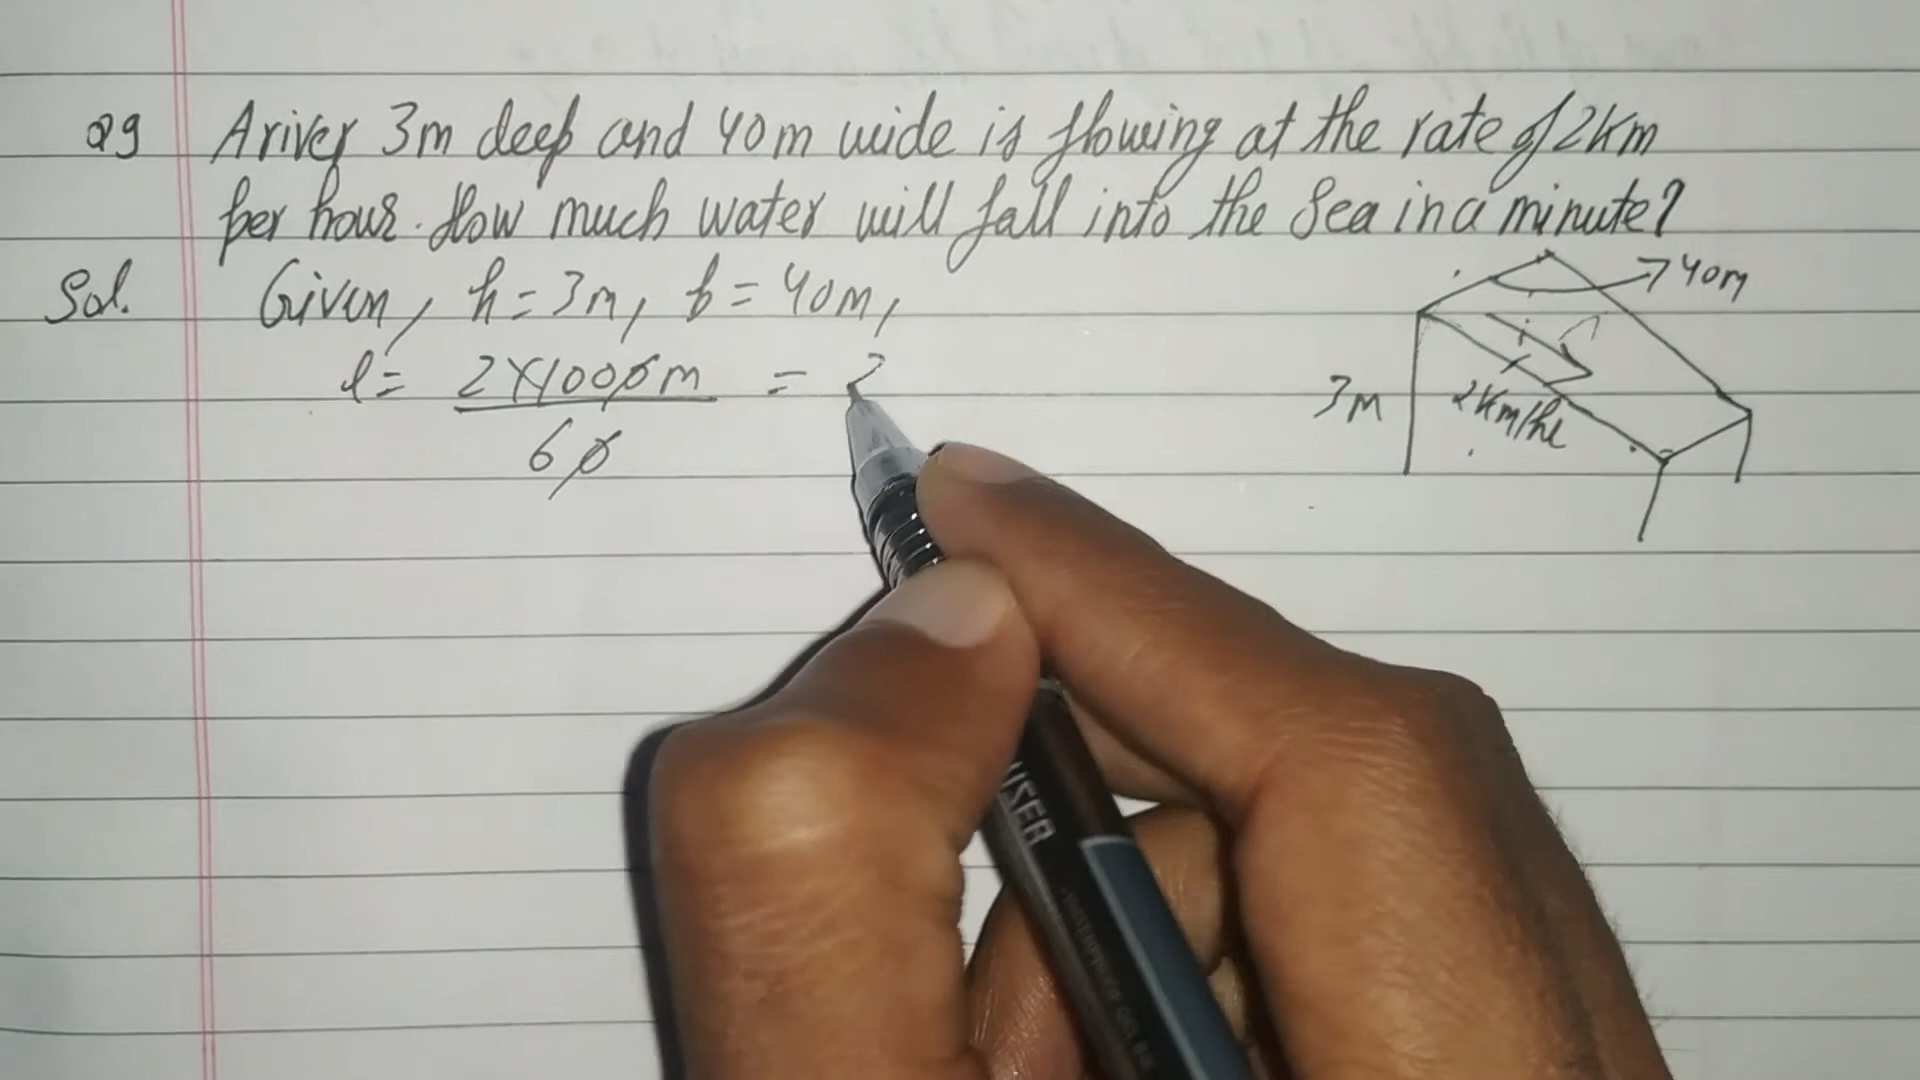 Q9 A river 3m deep and 40m wide is flowing at the rate of 2km
per hour. How much water will fall into the Sea in a minute?
Sol. Given, h = 3m, b = 40m,
l = 2×1000m / 60 = 2
40m
3m
2km/hr